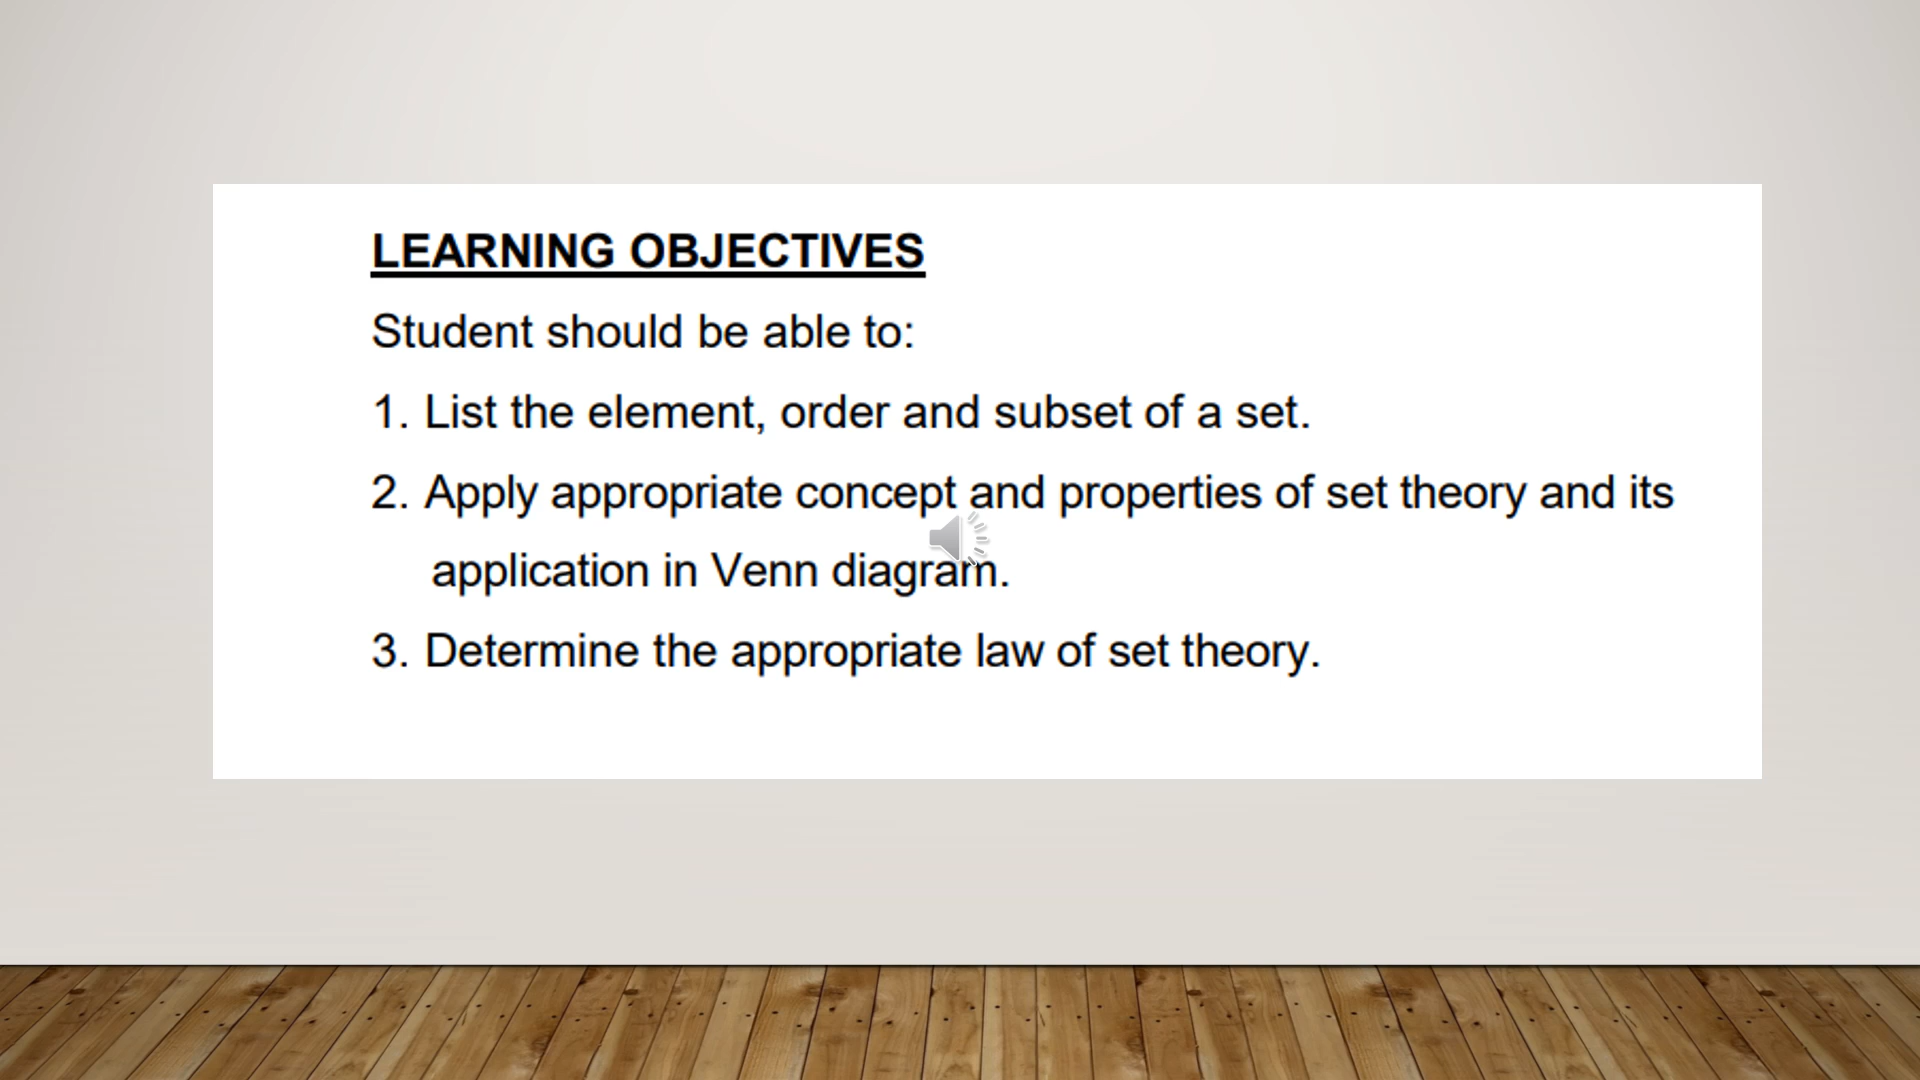 LEARNING OBJECTIVES
Student should be able to:
1. List the element, order and subset of a set.
2. Apply appropriate concept and properties of set theory and its
application in Venn diagram.
3. Determine the appropriate law of set theory.